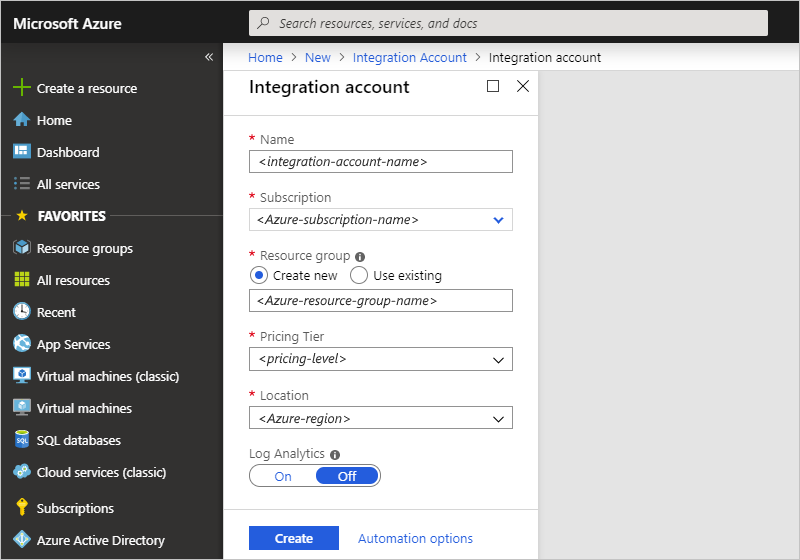 Microsoft Azure
Search resources, services, and docs
«
Home > New > Integration Account > Integration account
Create a resource
Home
Dashboard
All services
FAVORITES
Resource groups
All resources
Recent
App Services
Virtual machines (classic)
Virtual machines
SQL databases
Cloud services (classic)
Subscriptions
Azure Active Directory
Integration account
* Name
<integration-account-name>
* Subscription
<Azure-subscription-name>
* Resource group
Create new Use existing
<Azure-resource-group-name>
* Pricing Tier
<pricing-level>
* Location
<Azure-region>
Log Analytics
On Off
Create Automation options